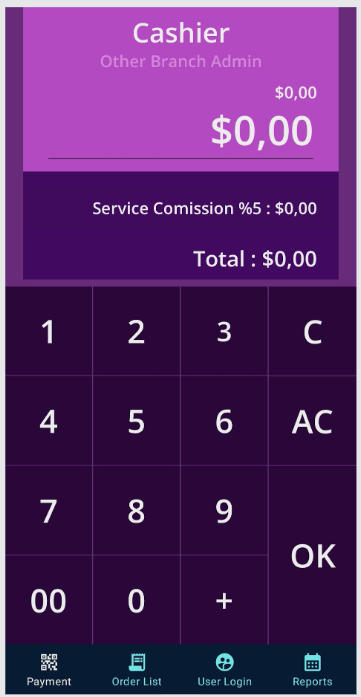 Cashier
Other Branch Admin
$0,00
$0,00
Service Comission %5 : $0,00
Total : $0,00
1 2 3 C
4 5 6 AC
7 8 9
OK
00 0 +
Payment Order List User Login Reports